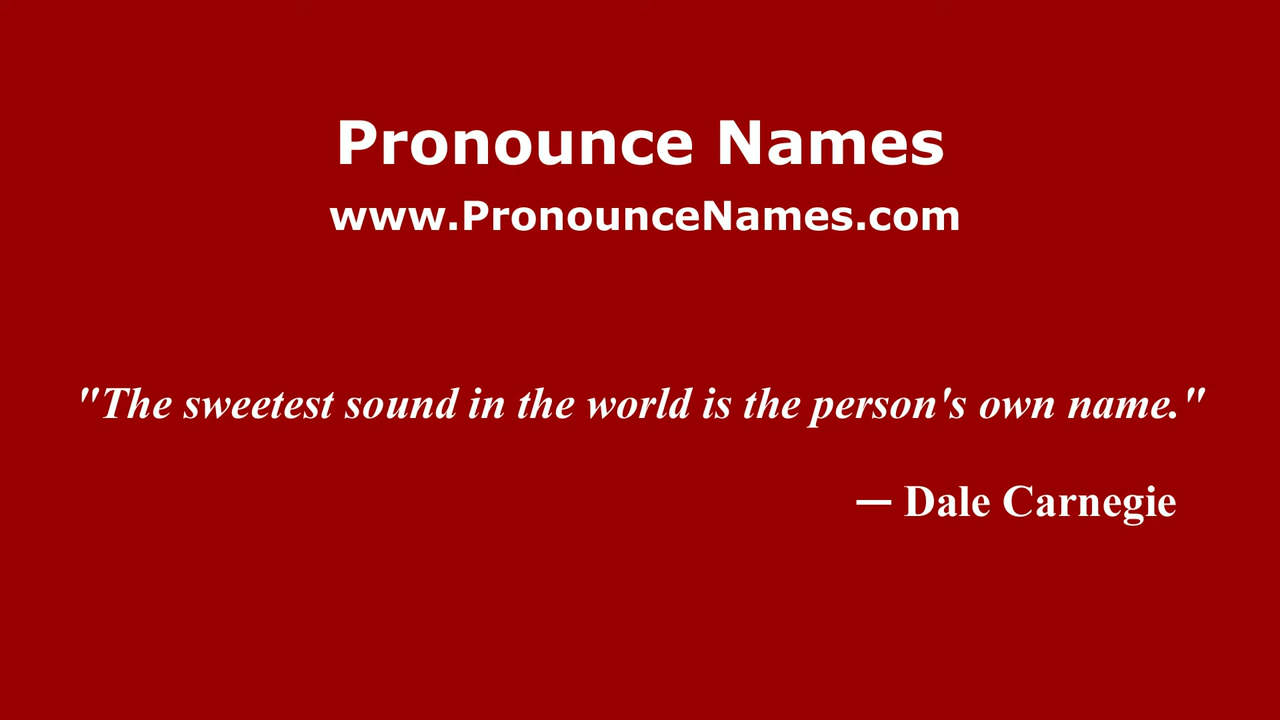 Pronounce Names
www.PronounceNames.com
"The sweetest sound in the world is the person's own name."
— Dale Carnegie